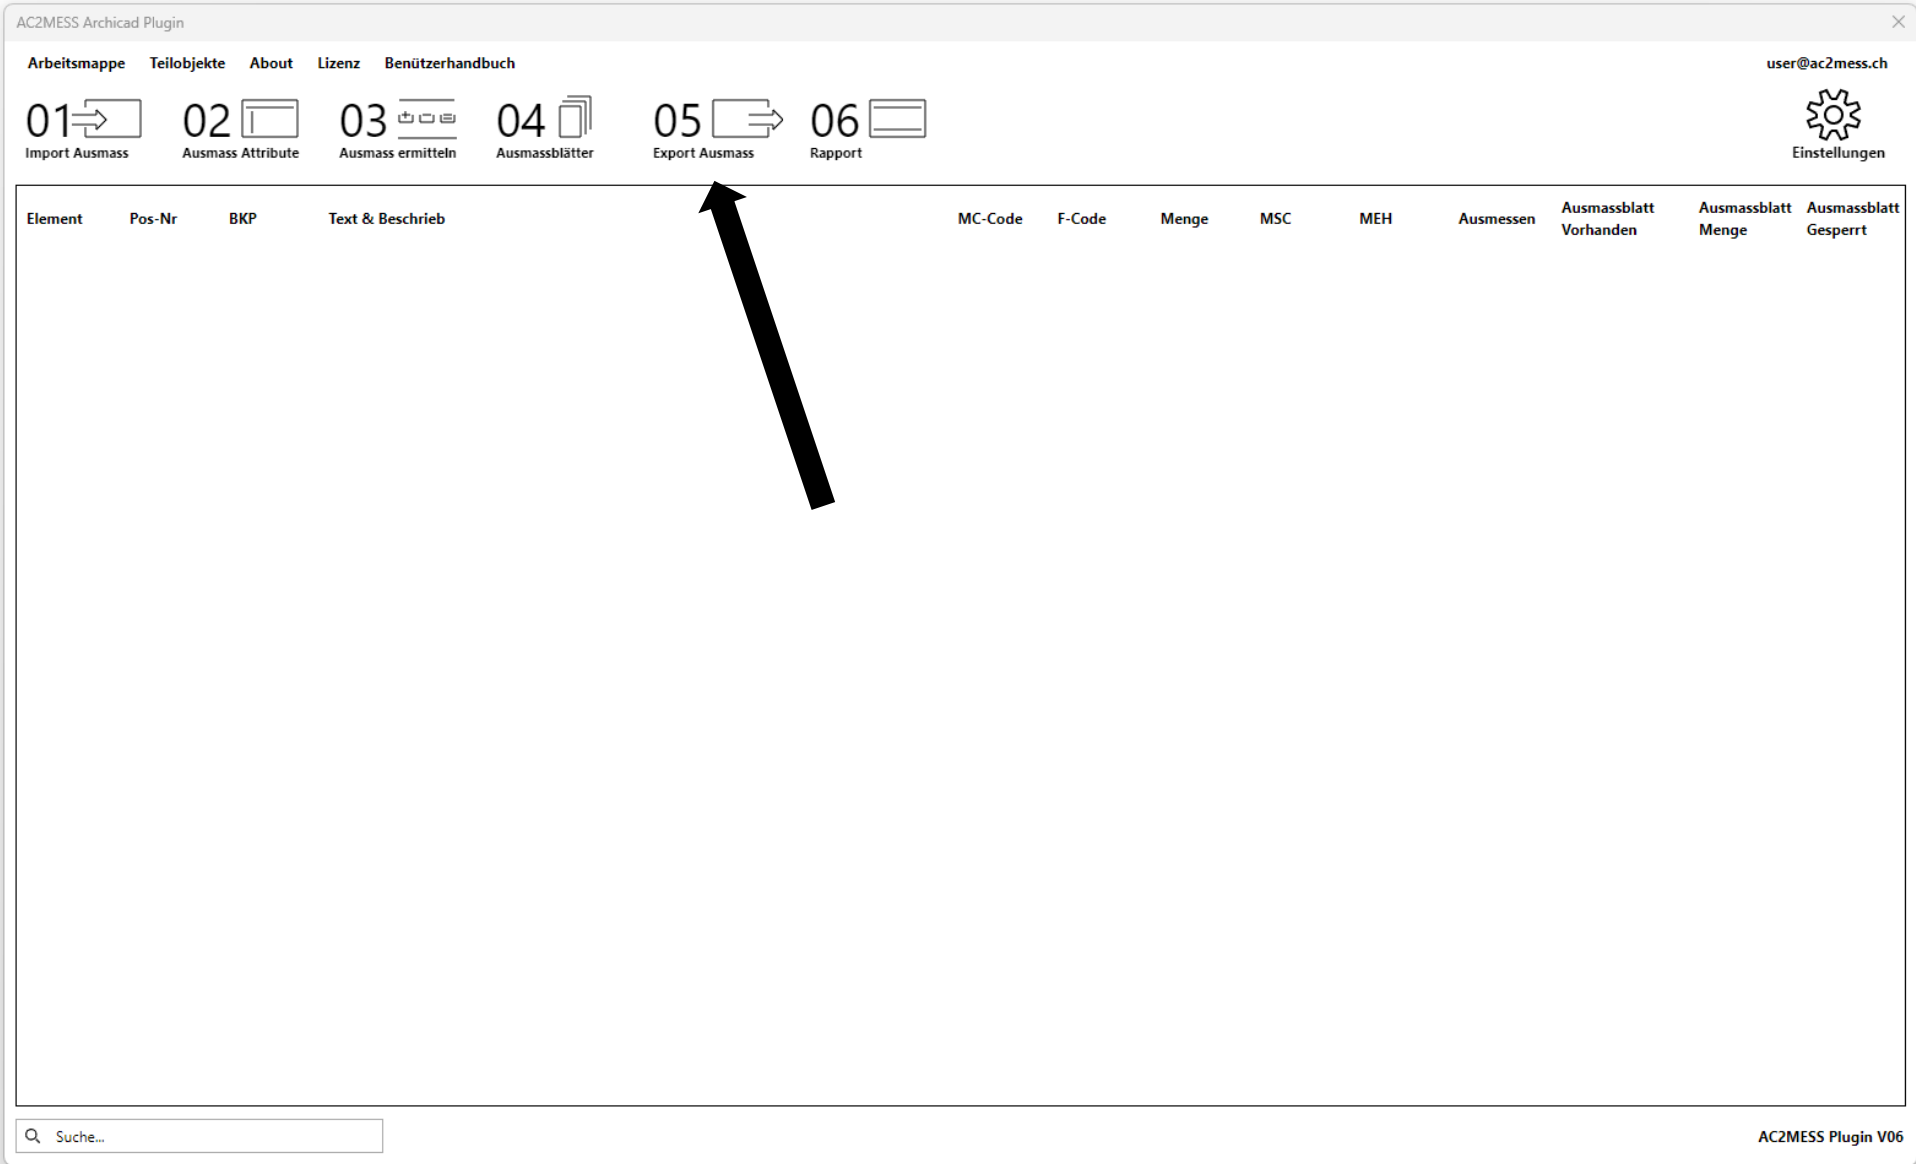 AC2MESS Archicad Plugin
Arbeitsmappe Teilobjekte About Lizenz Benützerhandbuch user@ac2mess.ch
01 02 03 04 05 06
Import Ausmass Ausmass Attribute Ausmass ermitteln Ausmassblätter Export Ausmass Rapport Einstellungen
Element Pos-Nr BKP Text & Beschrieb MC-Code F-Code Menge MSC MEH Ausmessen Ausmassblatt Ausmassblatt Ausmassblatt
Vorhanden Menge Gesperrt
Suche... AC2MESS Plugin V06